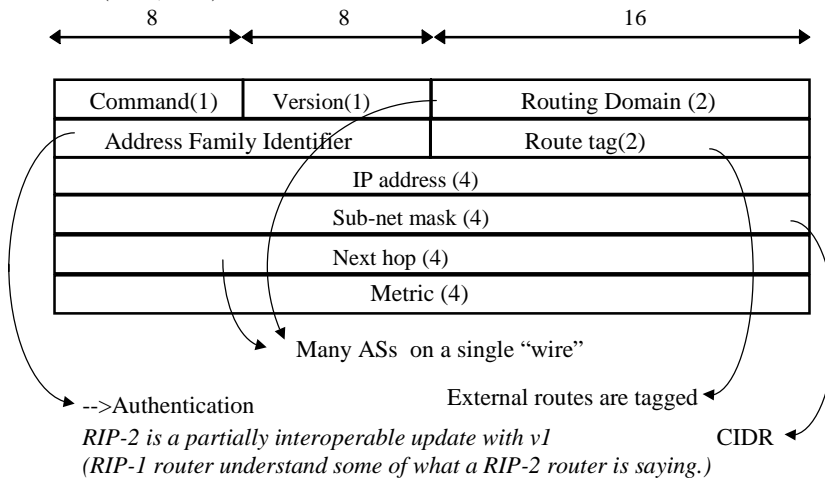 8 8 16
Command(1) Version(1) Routing Domain (2)
Address Family Identifier Route tag(2)
IP address (4)
Sub-net mask (4)
Next hop (4)
Metric (4)
Many ASs on a single “wire”
External routes are tagged
-->Authentication
RIP-2 is a partially interoperable update with v1 CIDR
(RIP-1 router understand some of what a RIP-2 router is saying.)